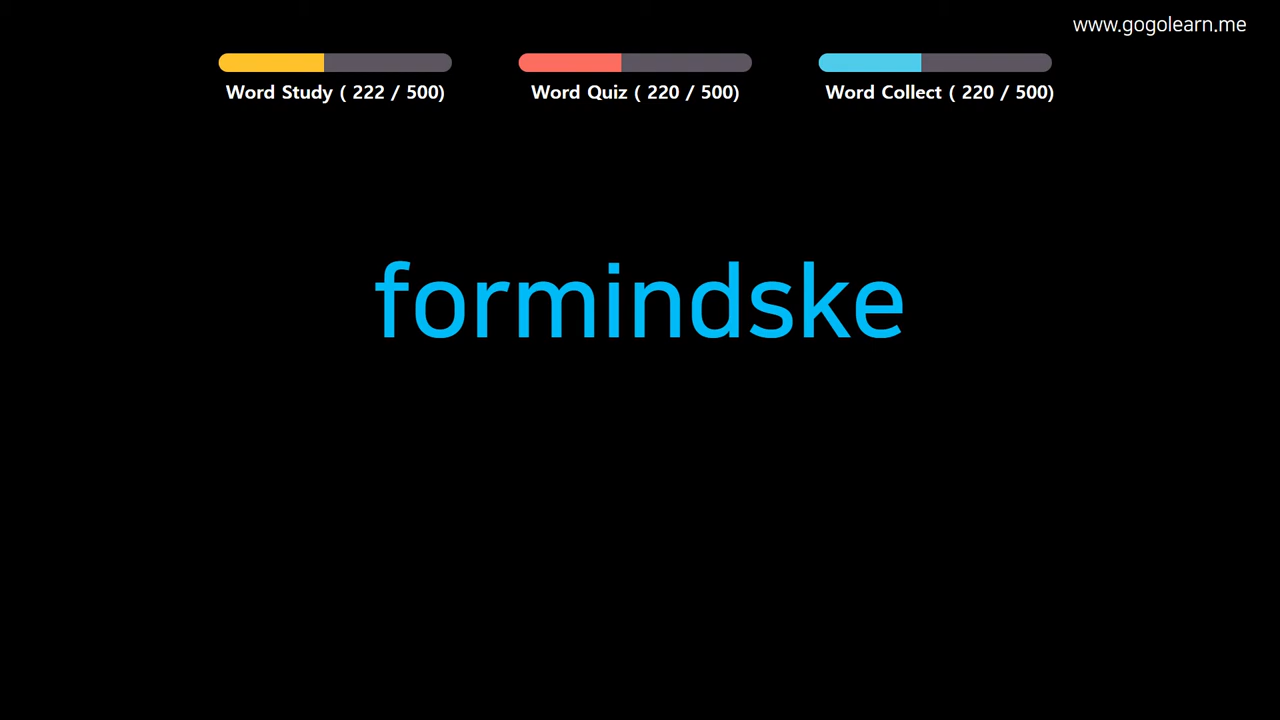 www.gogolearn.me
Word Study ( 222 / 500)
Word Quiz ( 220 / 500)
Word Collect ( 220 / 500)
formindske